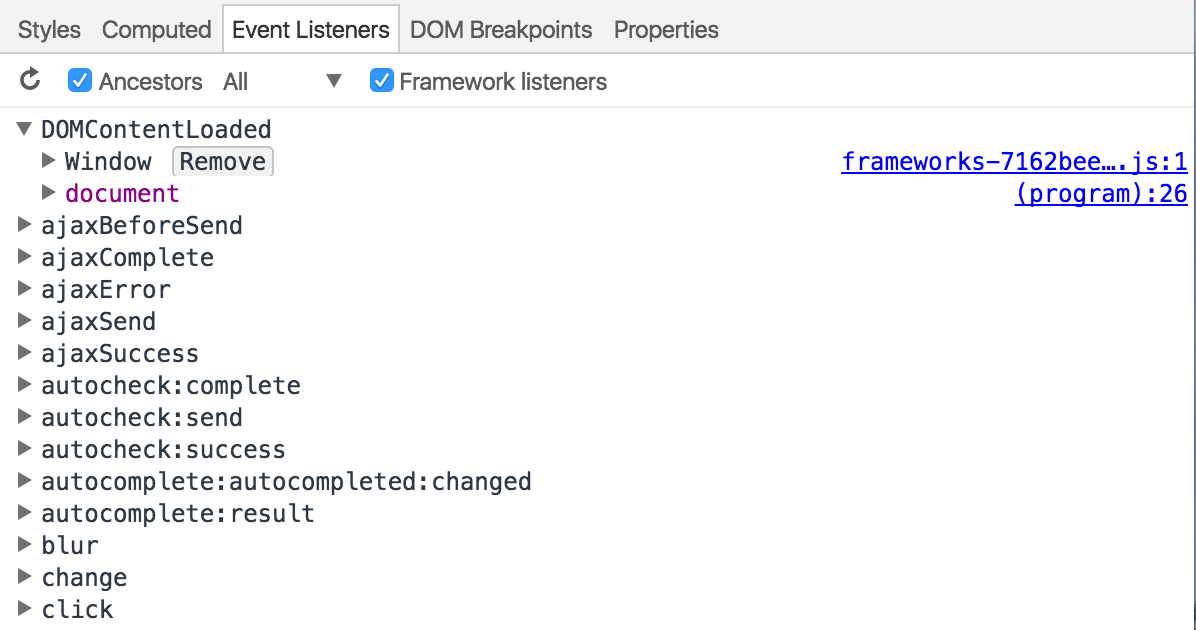 Styles Computed Event Listeners DOM Breakpoints Properties
Ancestors All Framework listeners
DOMContentLoaded
Window Remove frameworks-7162bee….js:1
document (program):26
ajaxBeforeSend
ajaxComplete
ajaxError
ajaxSend
ajaxSuccess
autocheck:complete
autocheck:send
autocheck:success
autocomplete:autocompleted:changed
autocomplete:result
blur
change
click